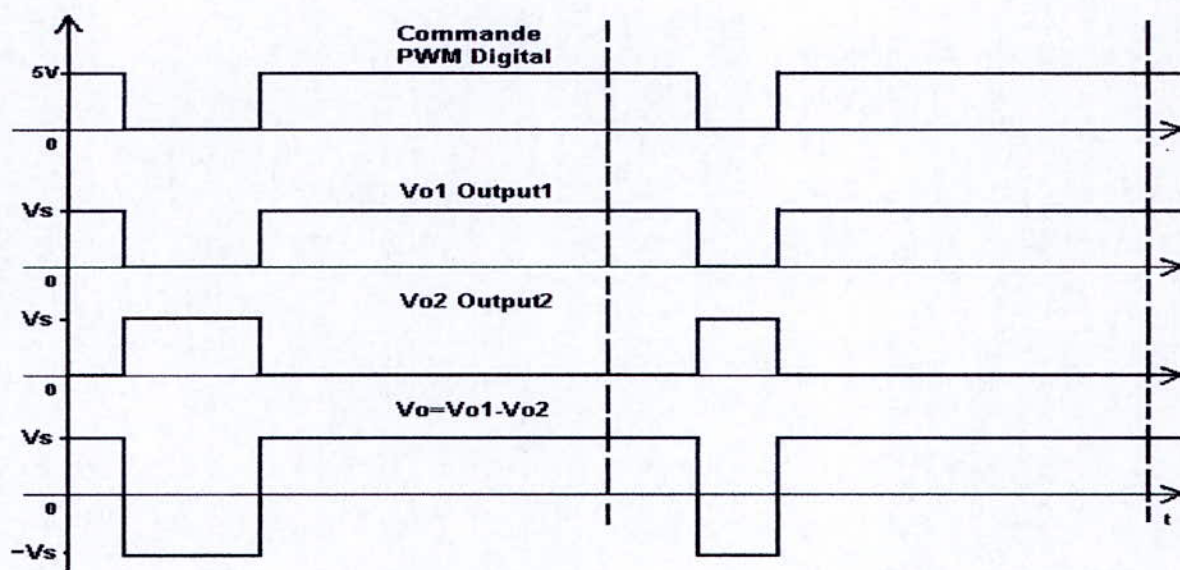 Commande
PWM Digital
5V
0
Vo1 Output1
Vs
0
Vo2 Output2
Vs
0
Vo=Vo1-Vo2
Vs
0
t
-Vs